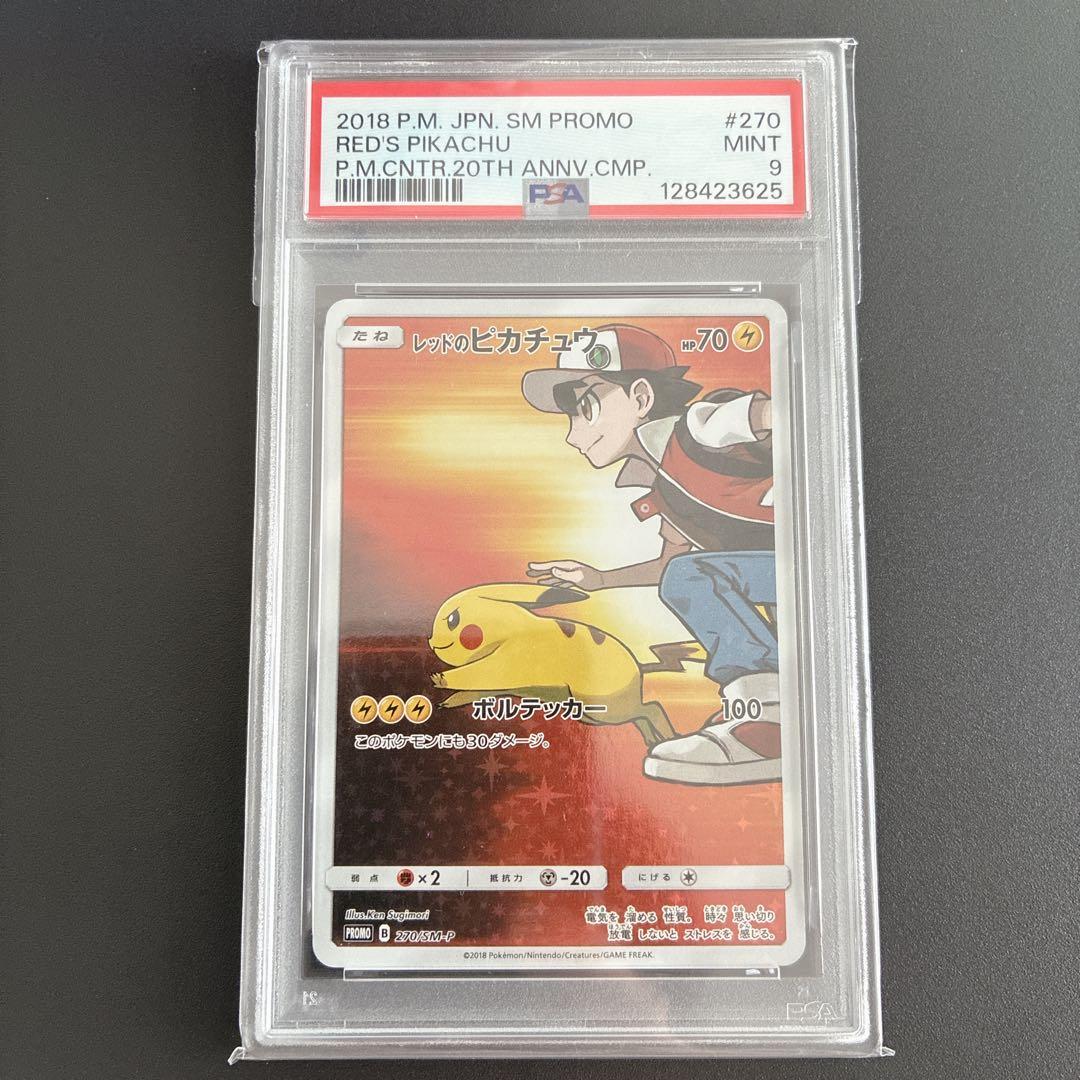 2018 P.M. JPN. SM PROMO #270
RED'S PIKACHU MINT
P.M.CNTR.20TH ANNV.CMP. 9
PSA 128423625
たね レッドのピカチュウ HP70
ボルテッカー 100
このポケモンにも30ダメージ。
弱点 ×2 抵抗力 -20 にげる
Illus.Ken Sugimori
電気を 溜める 性質。 時々 思い切り
放電 しないと ストレスを 感じる。
PROMO B 270/SM-P
©2018 Pokémon/Nintendo/Creatures/GAME FREAK.
PSA